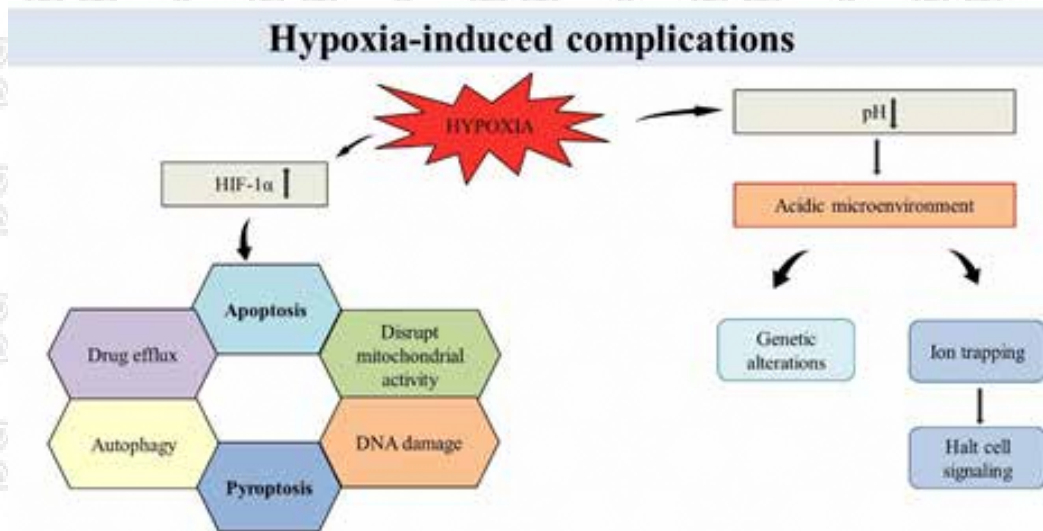 Hypoxia-induced complications
HYPOXIA
pH
HIF-1α
Acidic microenvironment
Apoptosis
Drug efflux
Disrupt
mitochondrial
activity
Autophagy
DNA damage
Pyroptosis
Genetic
alterations
Ion trapping
Halt cell
signaling